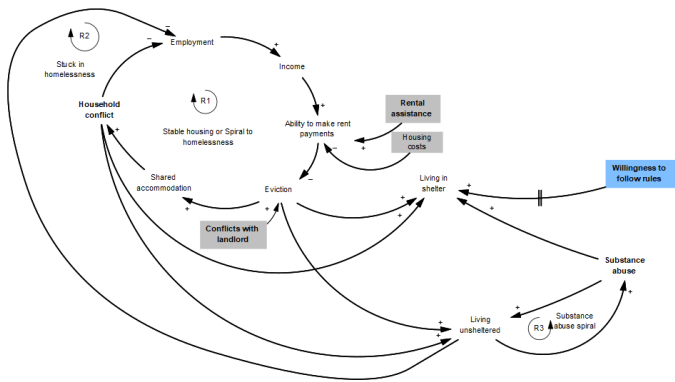 R2
Stuck in
homelessness
Employment
Income
R1
Stable housing or Spiral to
homelessness
Household
conflict
Ability to make rent
payments
Rental
assistance
Housing
costs
Shared
accommodation
Eviction
Living in
shelter
Willingness to
follow rules
Conflicts with
landlord
Substance
abuse
Living
unsheltered
R3
Substance
abuse spiral